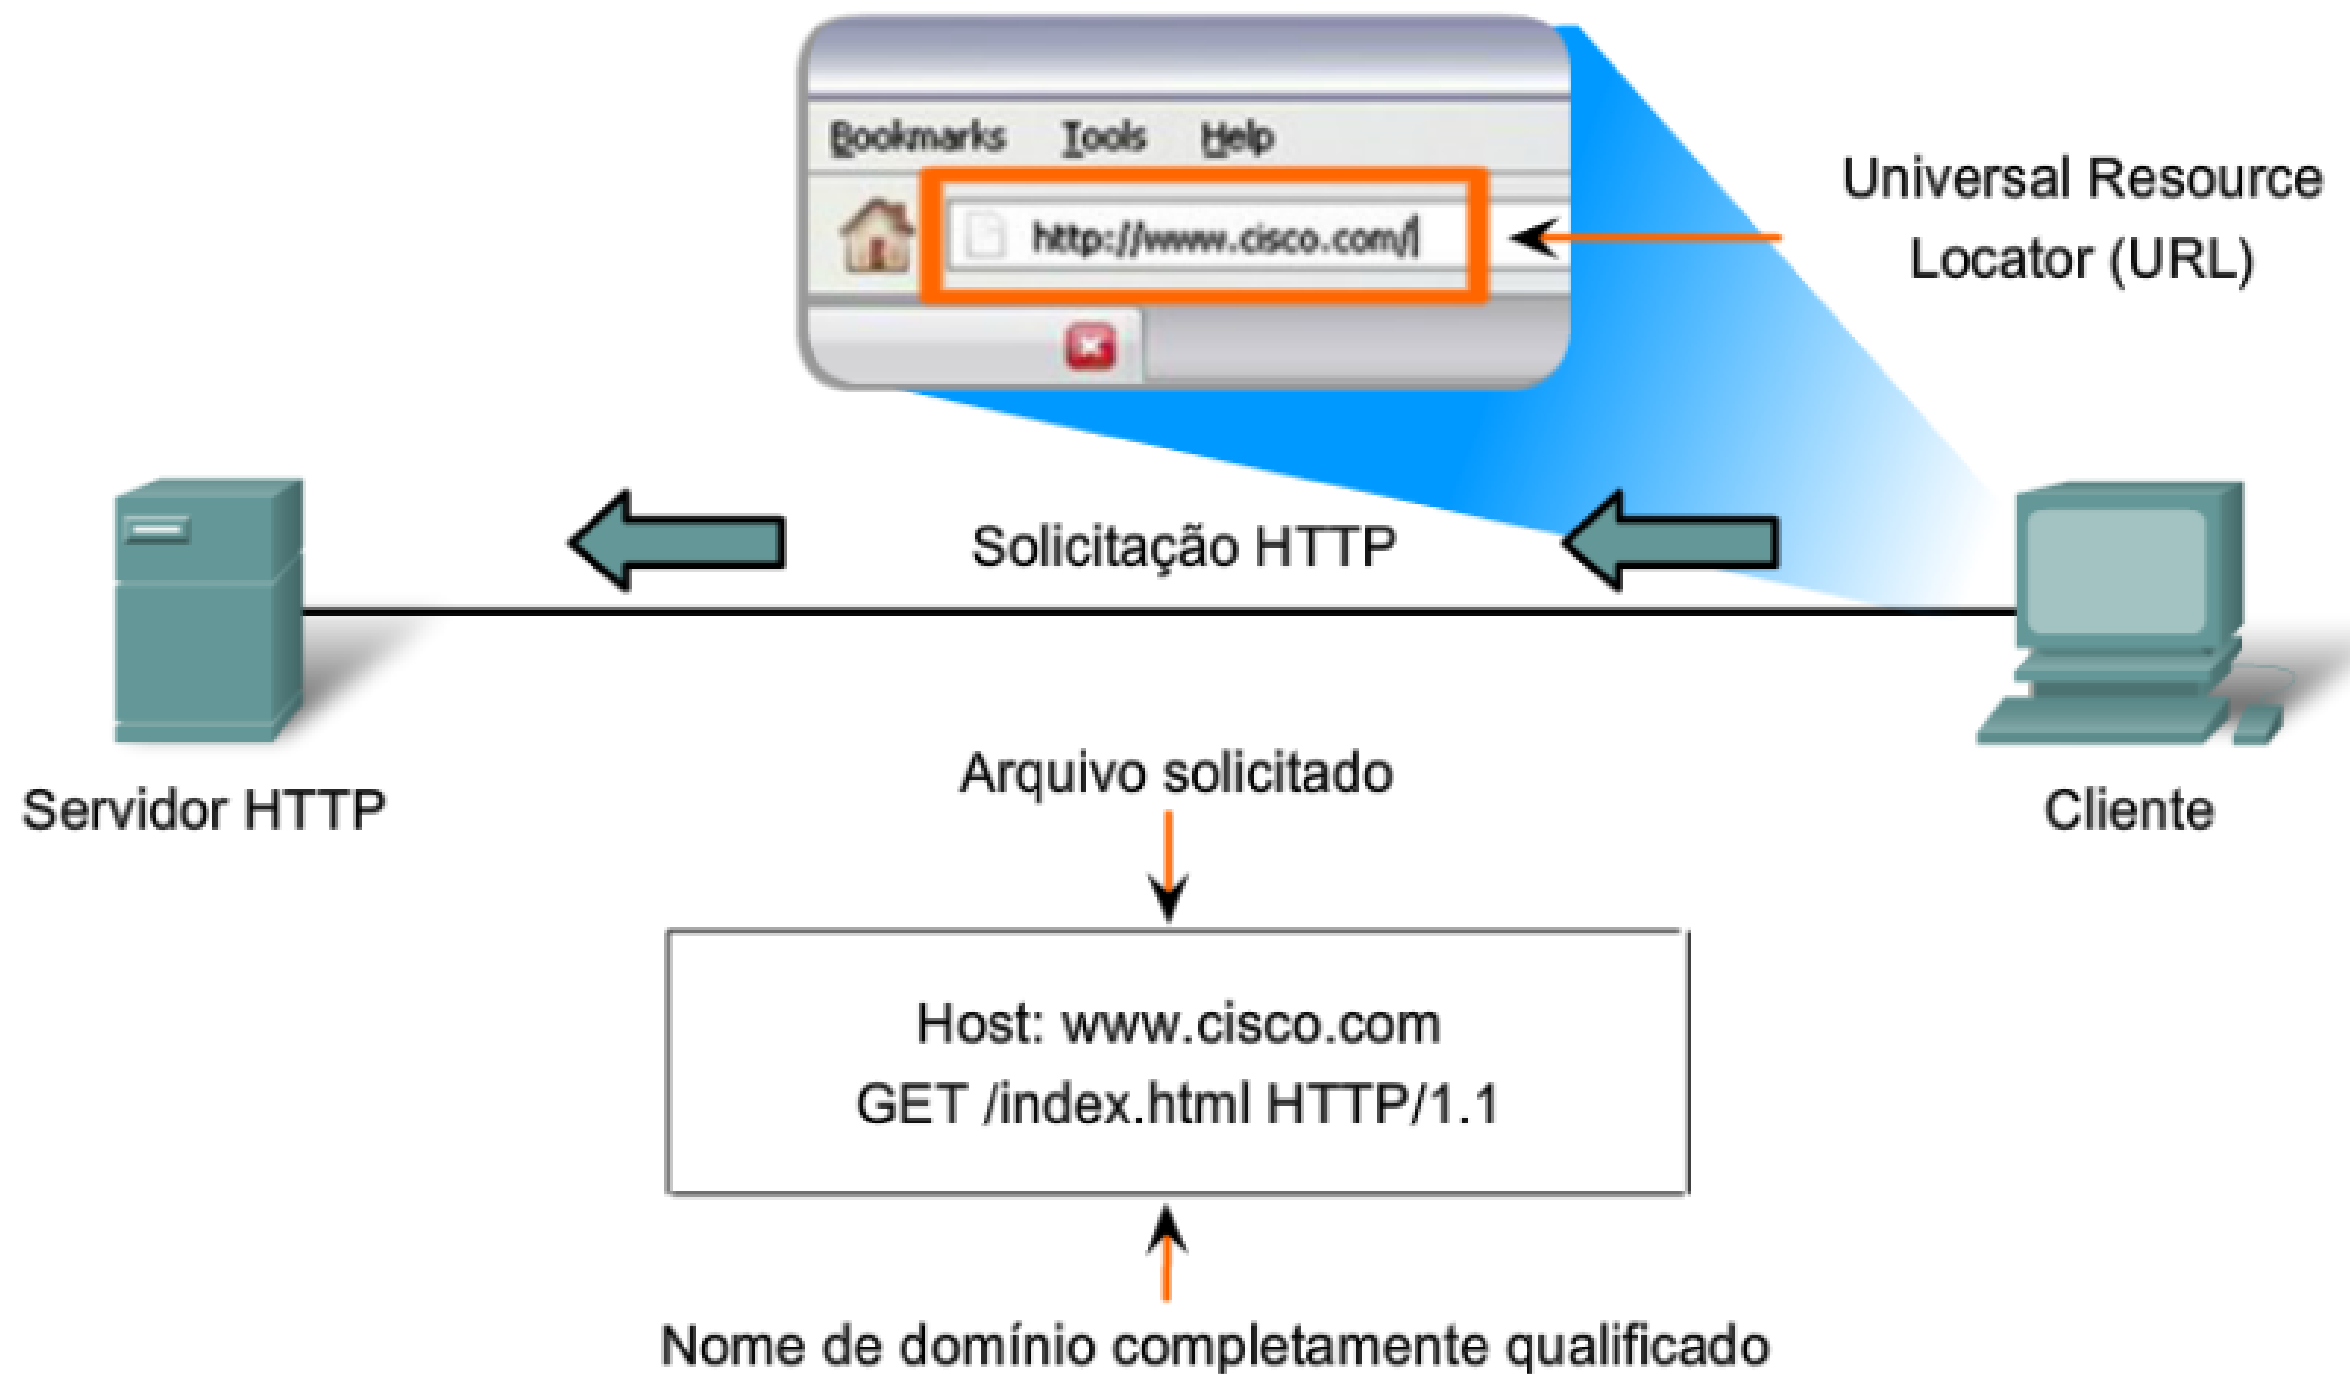 Bookmarks Tools Help
http://www.cisco.com/
Universal Resource
Locator (URL)
Solicitação HTTP
Servidor HTTP
Cliente
Arquivo solicitado
Host: www.cisco.com
GET /index.html HTTP/1.1
Nome de domínio completamente qualificado